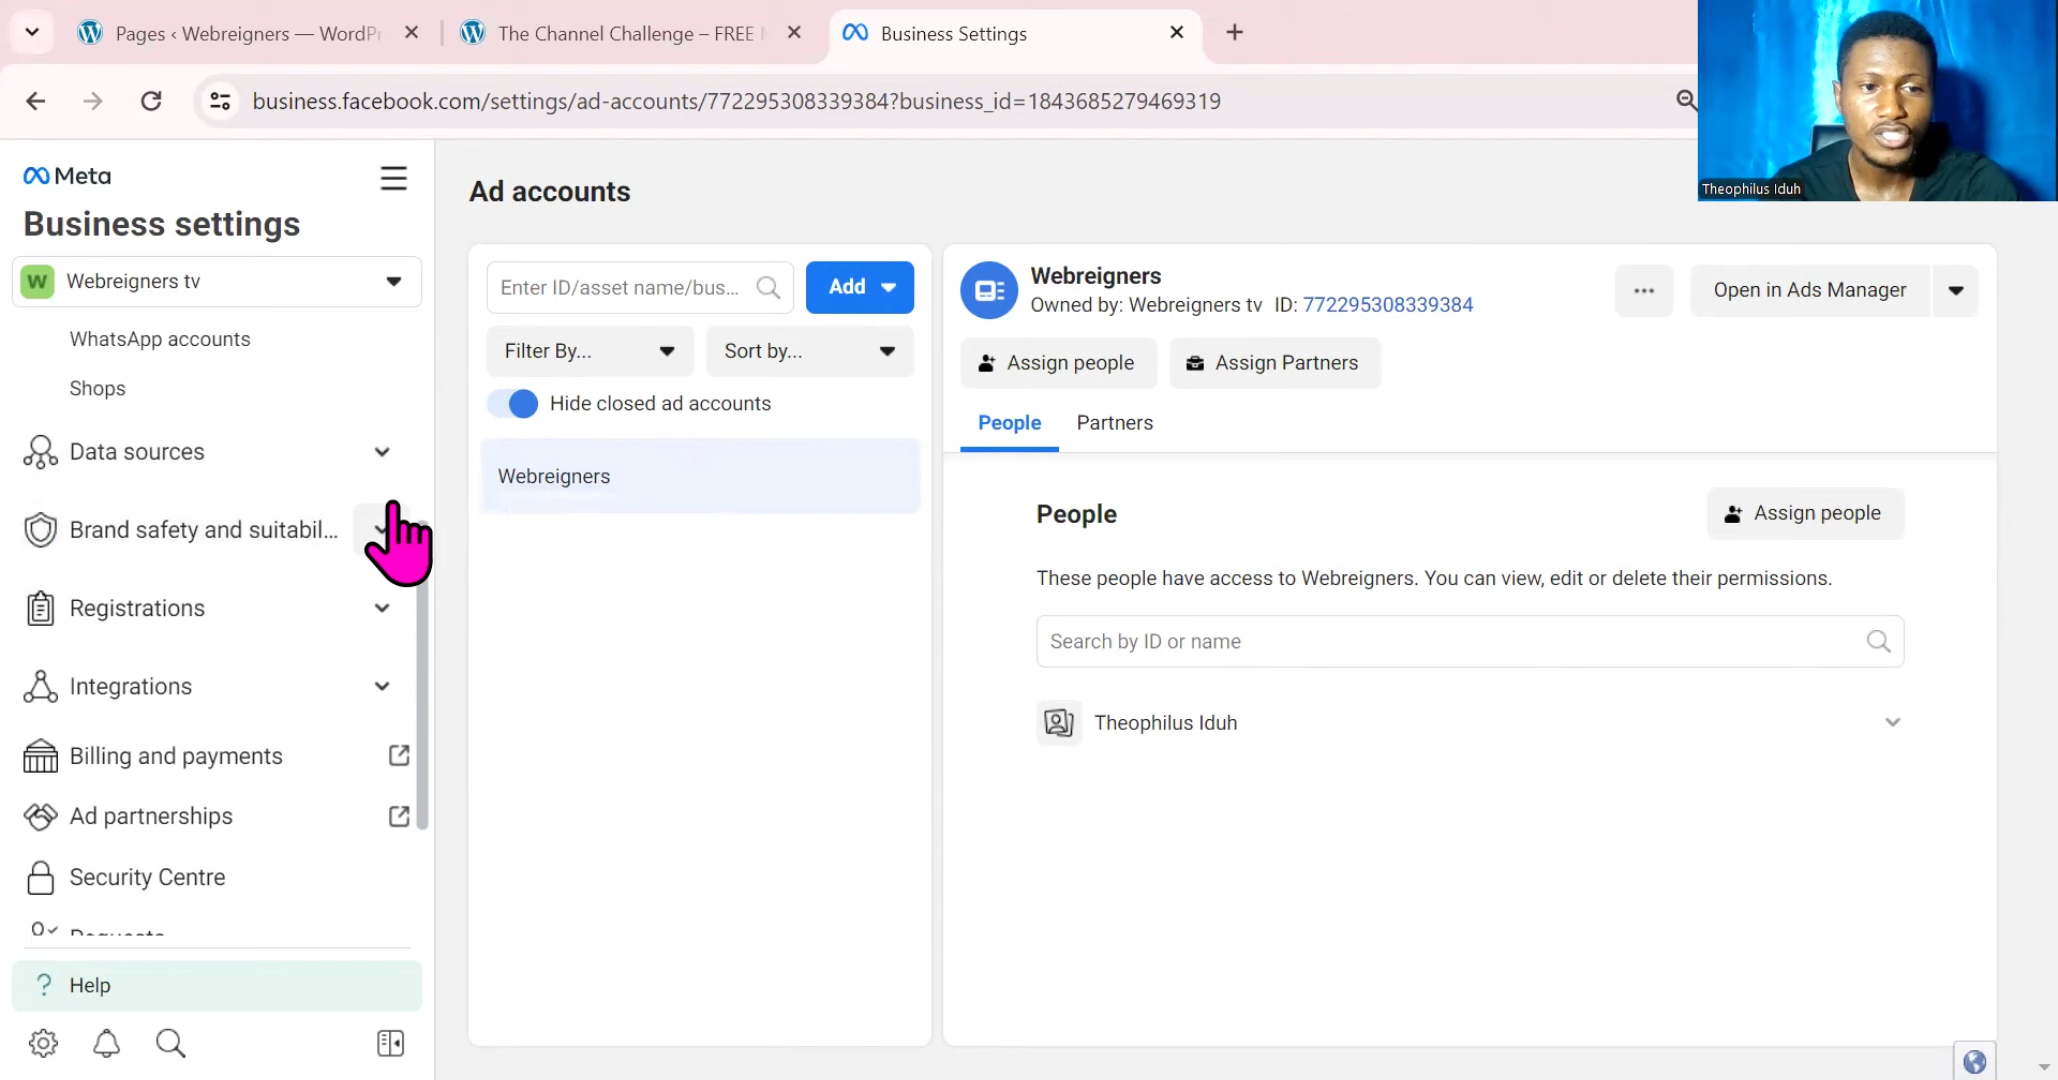 Pages ‹ Webreigners — WordPr
The Channel Challenge – FREE
Business Settings
business.facebook.com/settings/ad-accounts/772295308339384?business_id=1843685279469319
Theophilus Iduh
Meta
Business settings
W
Webreigners tv
WhatsApp accounts
Shops
Data sources
Brand safety and suitabil...
Registrations
Integrations
Billing and payments
Ad partnerships
Security Centre
Requests
Help
Ad accounts
Enter ID/asset name/bus...
Add
Filter By...
Sort by...
Hide closed ad accounts
Webreigners
Webreigners
Owned by: Webreigners tv ID: 772295308339384
Open in Ads Manager
Assign people
Assign Partners
People
Partners
People
Assign people
These people have access to Webreigners. You can view, edit or delete their permissions.
Search by ID or name
Theophilus Iduh